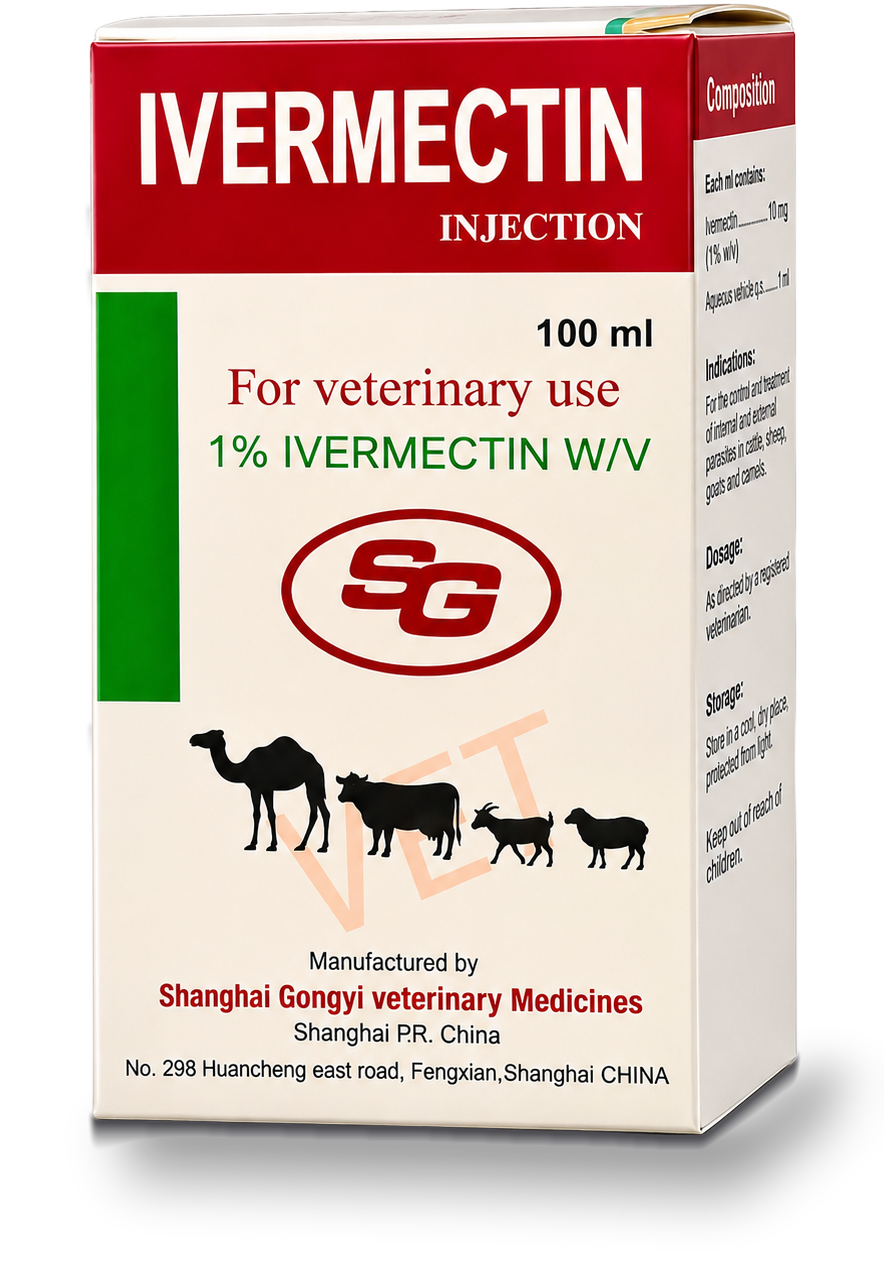 IVERMECTIN
INJECTION
100 ml
For veterinary use
1% IVERMECTIN W/V
SG
VET
Manufactured by
Shanghai Gongyi veterinary Medicines
Shanghai P.R. China
No. 298 Huancheng east road, Fengxian,Shanghai CHINA
Composition
Each ml contains:
Ivermectin................10 mg
(1% w/v)
Aqueous vehicle q.s........1 ml
Indications:
For the control and treatment
of internal and external
parasites in cattle, sheep,
goats and camels.
Dosage:
As directed by a registered
veterinarian.
Storage:
Store in a cool, dry place,
protected from light.
Keep out of reach of
children.